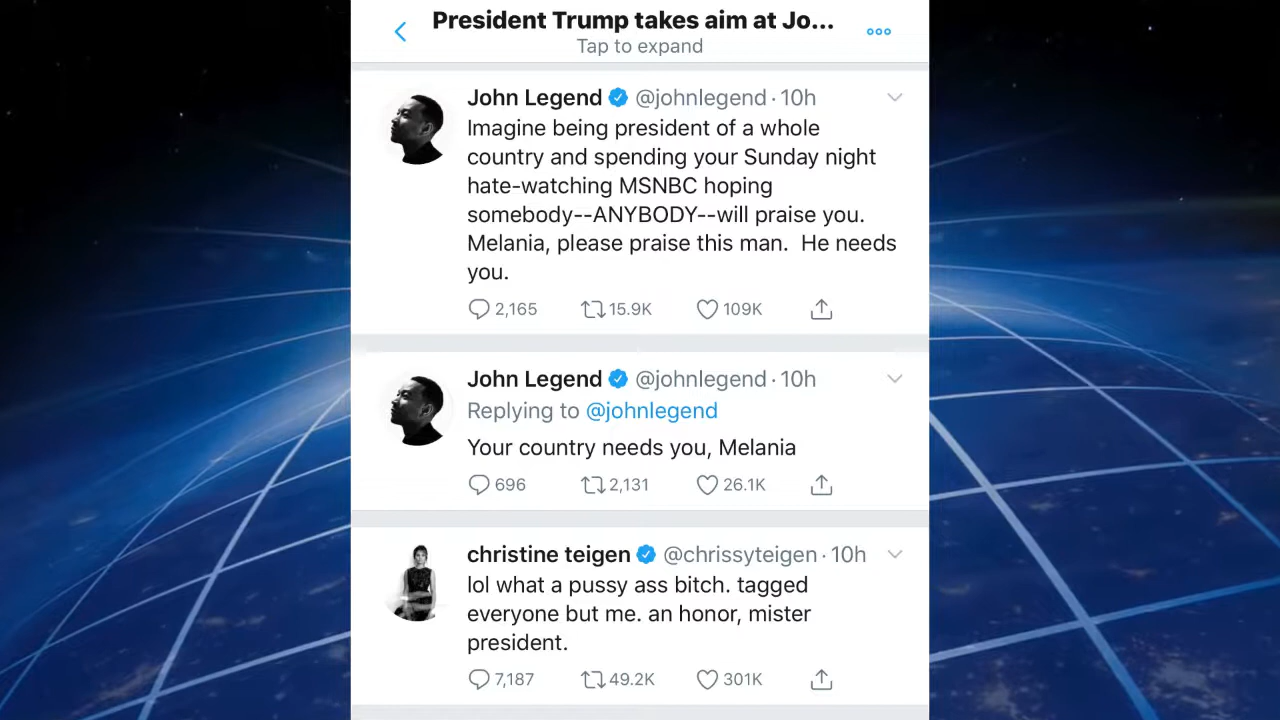 President Trump takes aim at Jo...
Tap to expand
John Legend @johnlegend · 10h
Imagine being president of a whole
country and spending your Sunday night
hate-watching MSNBC hoping
somebody--ANYBODY--will praise you.
Melania, please praise this man.  He needs
you.
2,165 15.9K 109K
John Legend @johnlegend · 10h
Replying to @johnlegend
Your country needs you, Melania
696 2,131 26.1K
christine teigen @chrissyteigen · 10h
lol what a pussy ass bitch. tagged
everyone but me. an honor, mister
president.
7,187 49.2K 301K